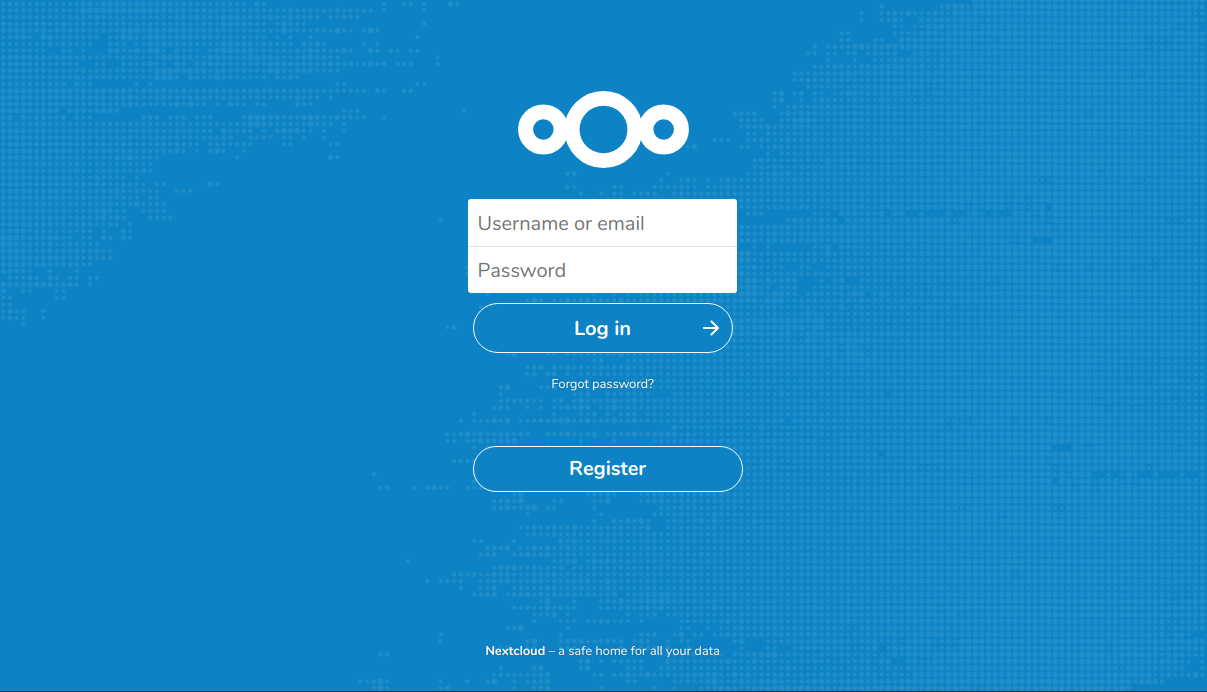 Username or email
Password
Log in
Forgot password?
Register
Nextcloud – a safe home for all your data